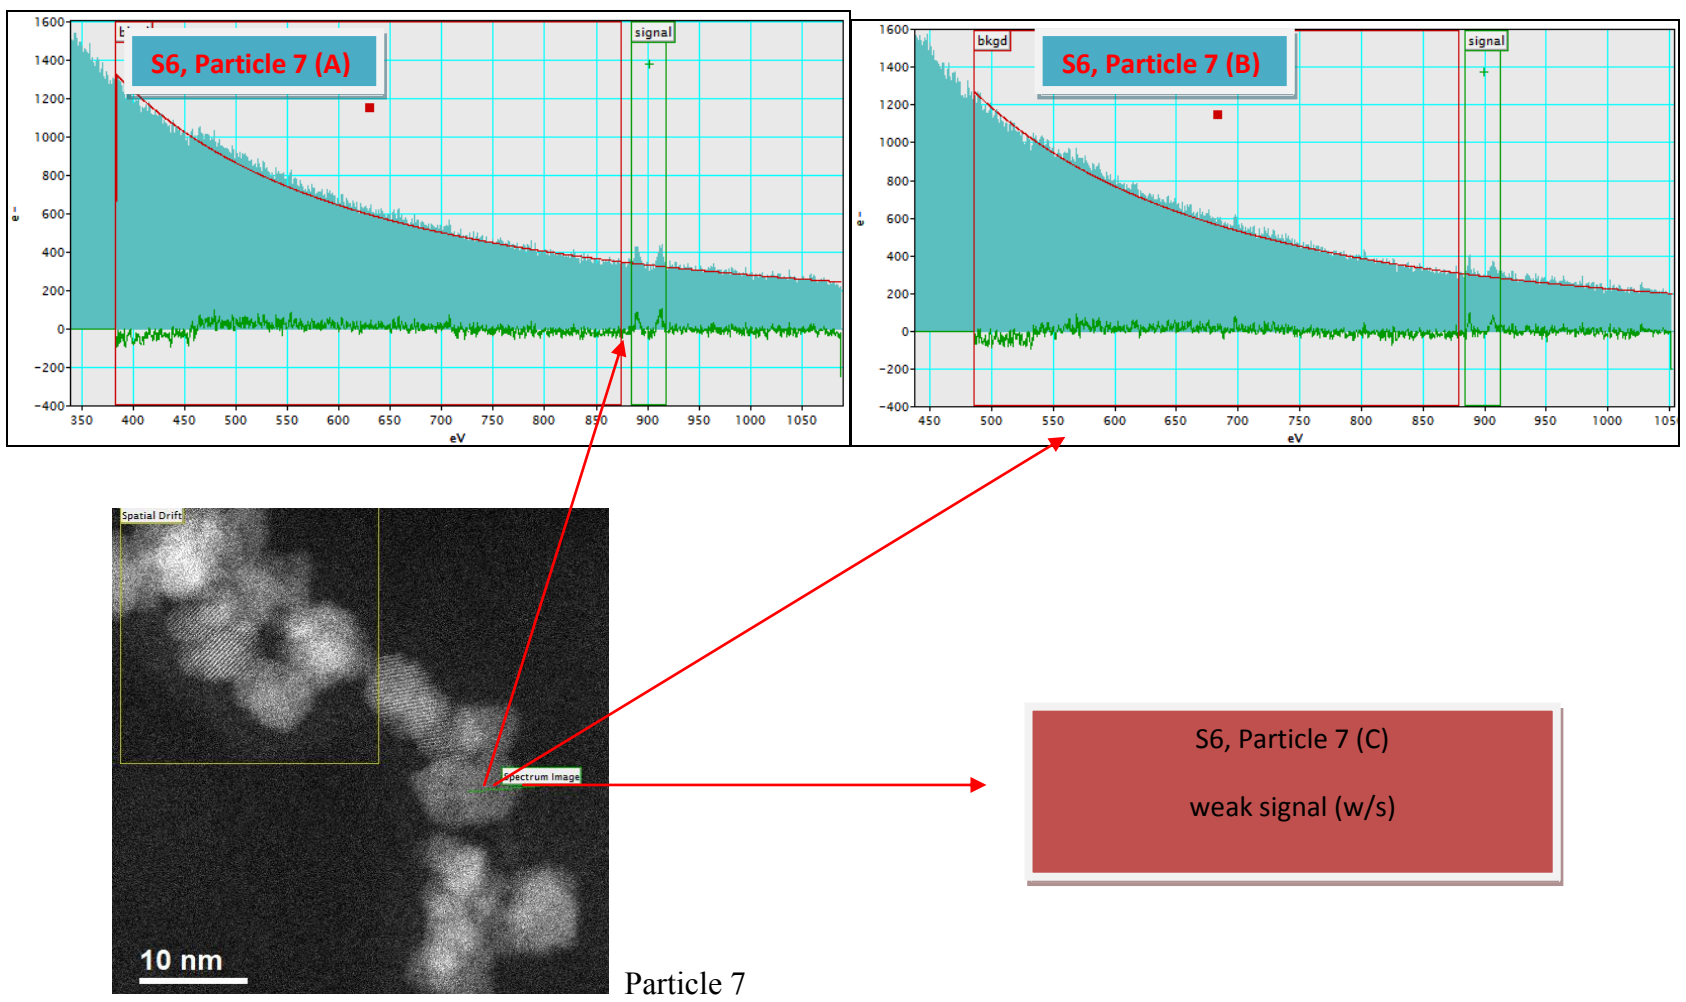 S6, Particle 7 (A)
signal
1600
1400
1200
1000
800
600
400
200
0
−200
−400
e-
350 400 450 500 550 600 650 700 750 800 850 900 950 1000 1050
eV
bkgd
S6, Particle 7 (B)
signal
1600
1400
1200
1000
800
600
400
200
0
−200
−400
e-
450 500 550 600 650 700 750 800 850 900 950 1000 1050
eV
Spatial Drift
Spectrum Image
10 nm
Particle 7
S6, Particle 7 (C)
weak signal (w/s)